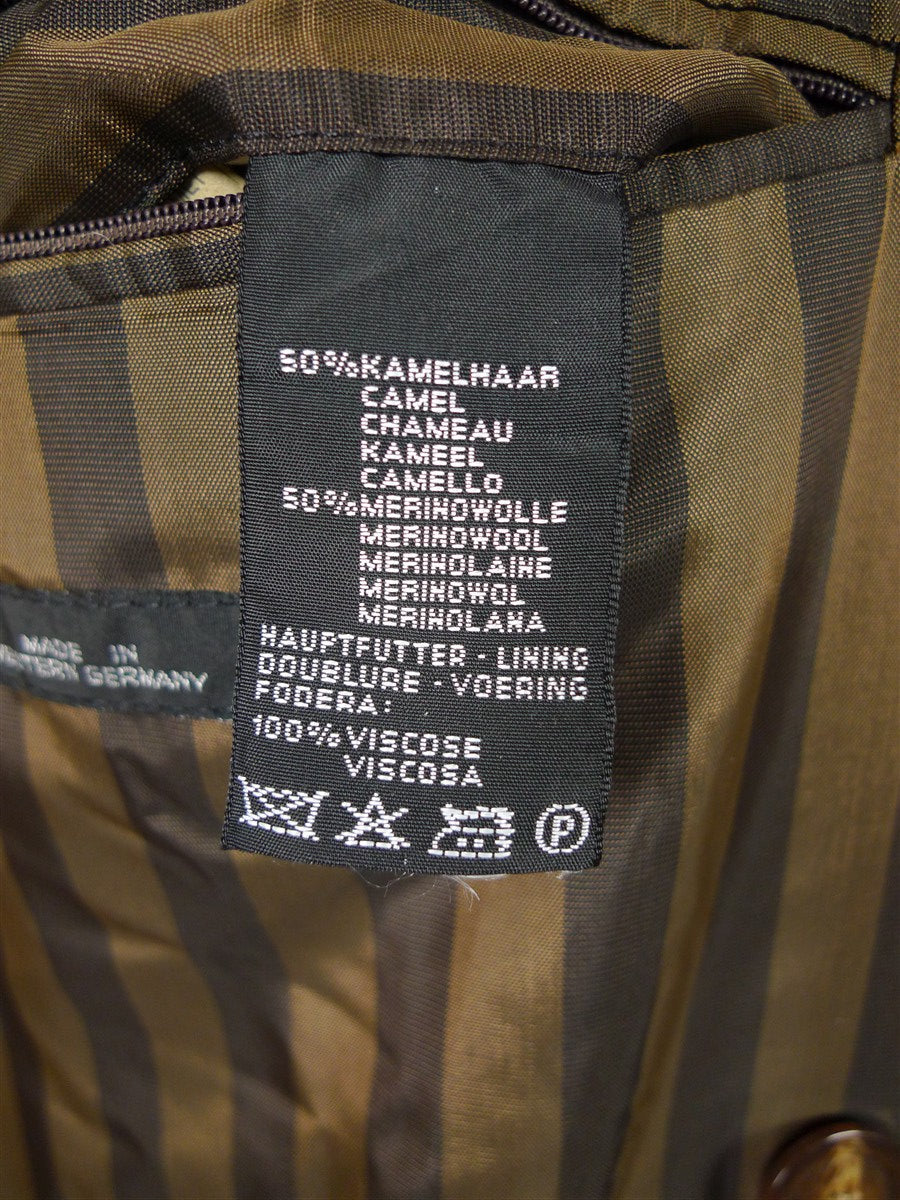 50%KAMELHAAR
CAMEL
CHAMEAU
KAMEEL
CAMELLO
50%MERINOWOLLE
MERINOWOOL
MERINOLAINE
MERINOWOL
MERINOLANA
HAUPTFUTTER - LINING
DOUBLURE - VOERING
FODERA:
100%VISCOSE
VISCOSA
P
MADE IN
WESTERN GERMANY